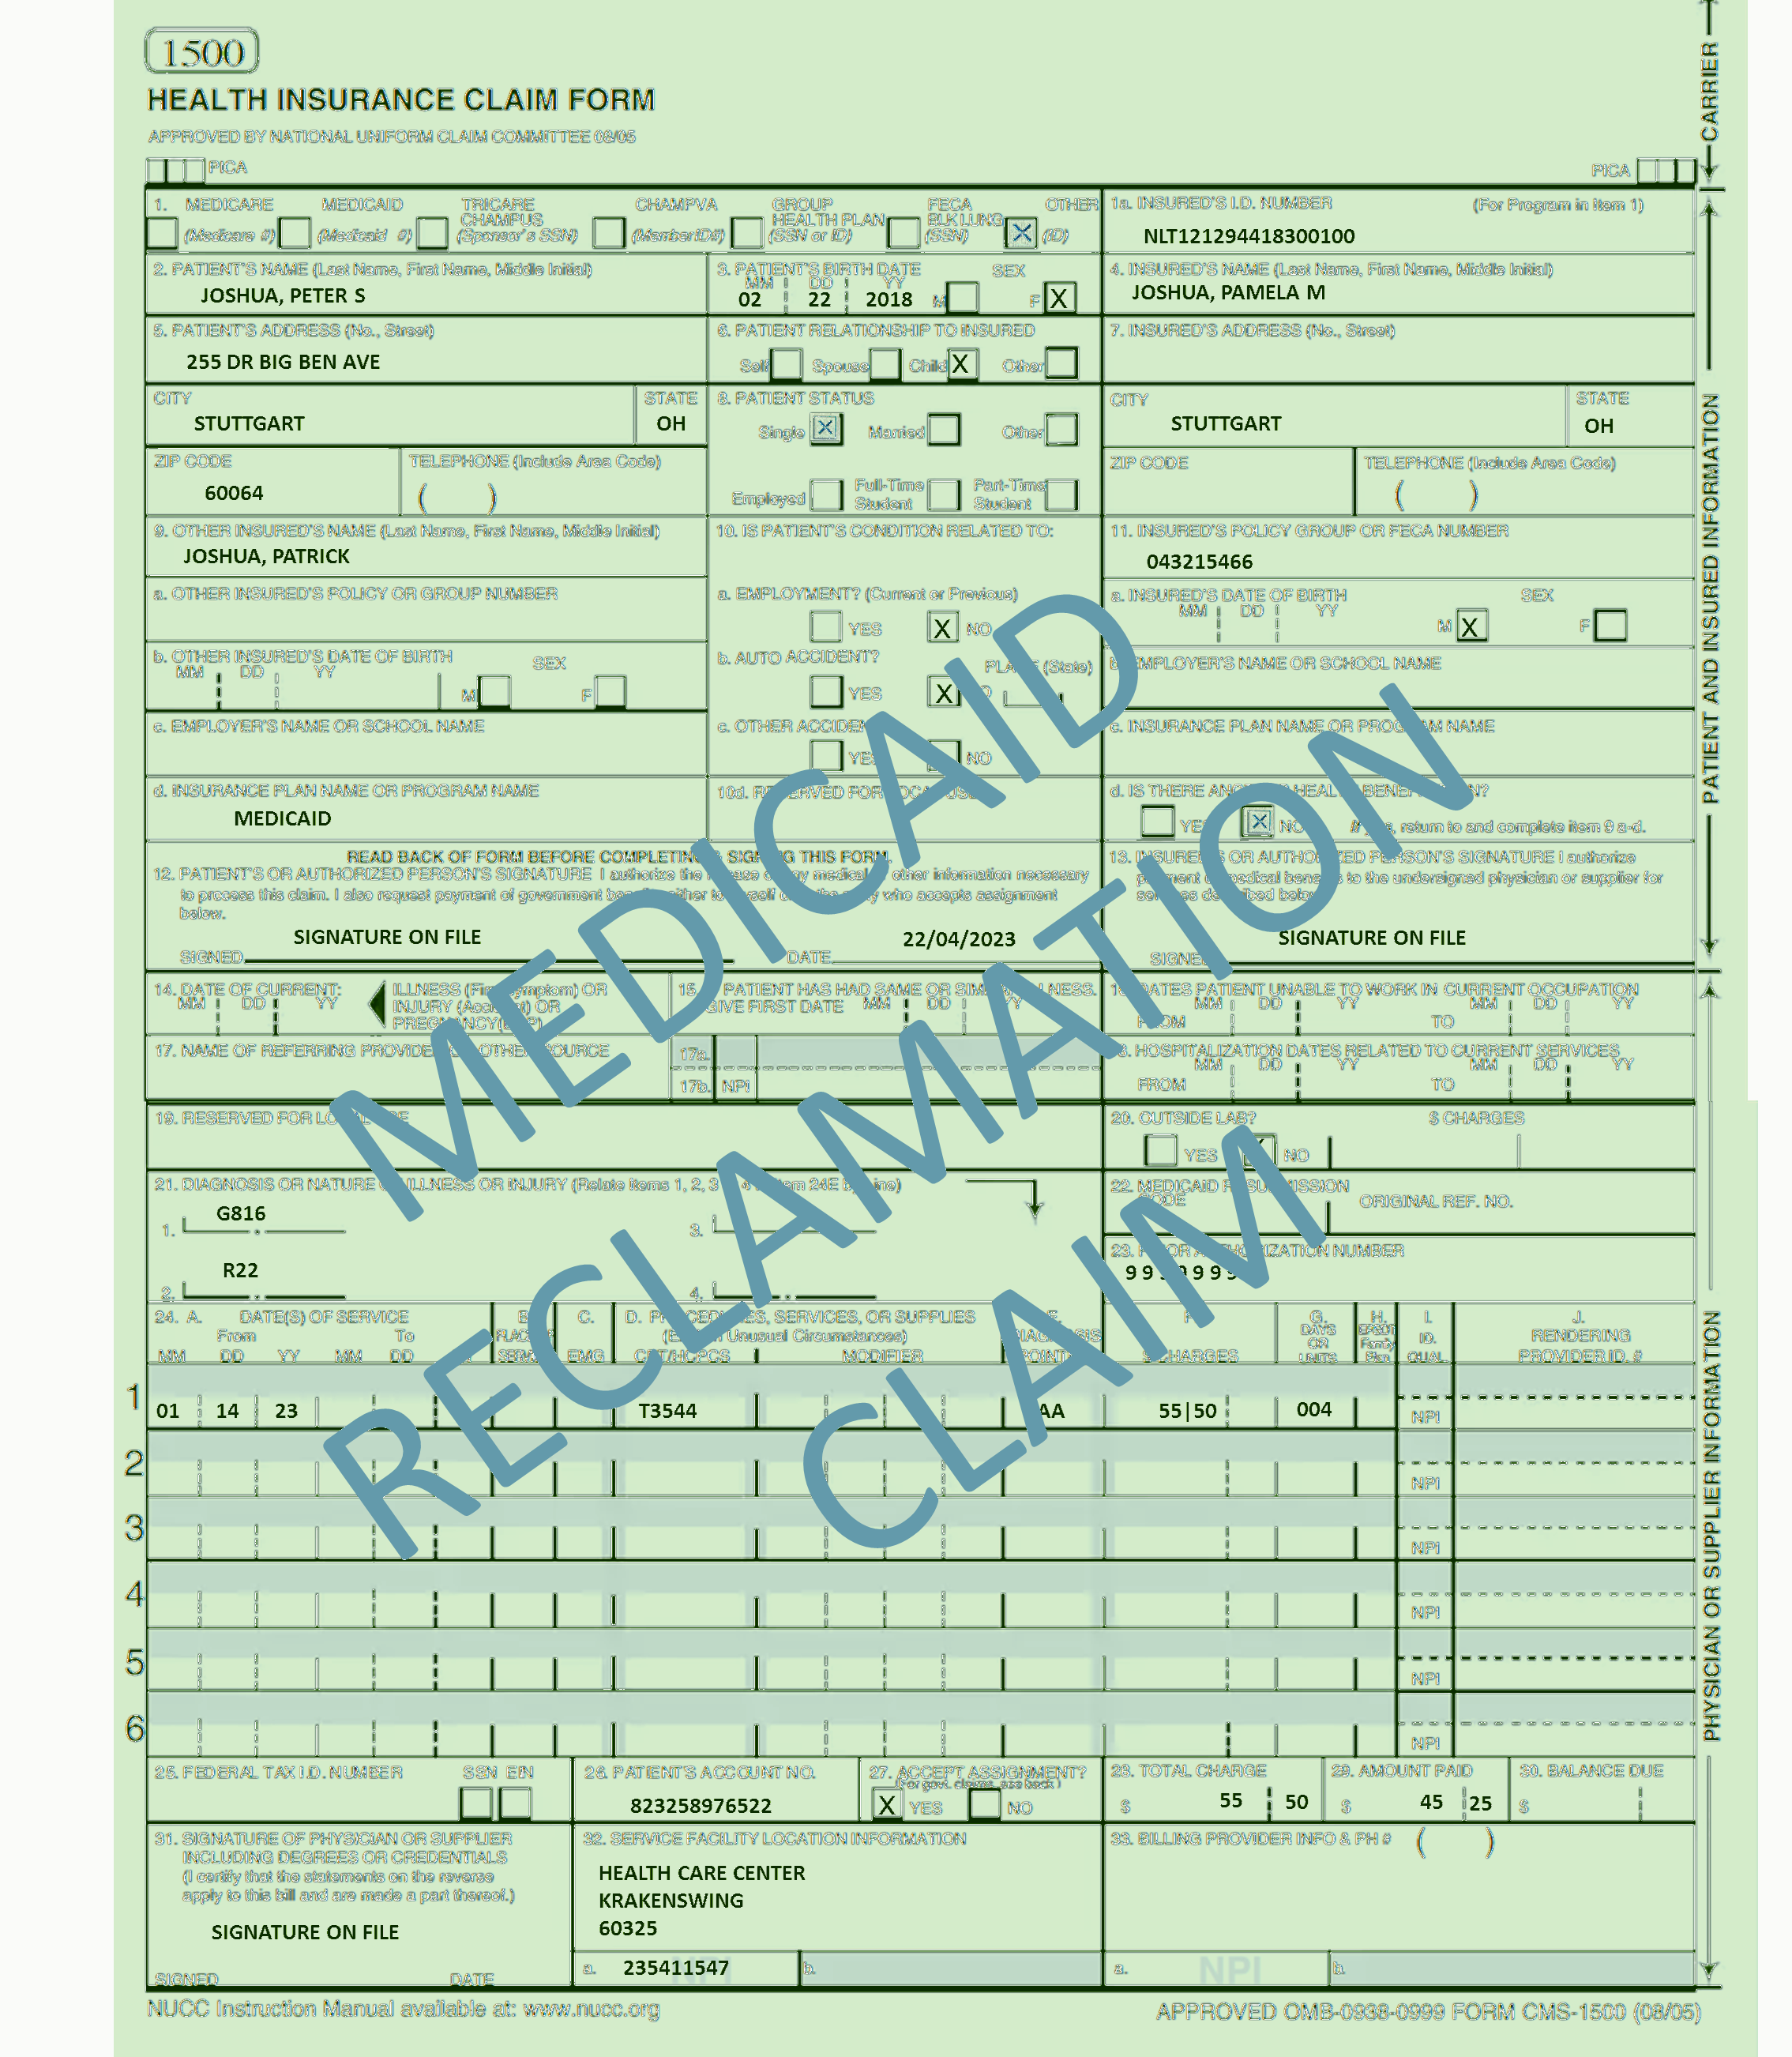 1500
HEALTH INSURANCE CLAIM FORM
APPROVED BY NATIONAL UNIFORM CLAIM COMMITTEE 08/05
PICA
PICA
CARRIER
1. MEDICARE MEDICAID TRICARE CHAMPVA GROUP FECA OTHER
CHAMPUS HEALTH PLAN BLK LUNG
(Medicare #) (Medicaid #) (Sponsor's SSN) (MemberID#) (SSN or ID) (SSN) X (ID)
1a. INSURED'S I.D. NUMBER (For Program in Item 1)
NLT121294418300100
2. PATIENT'S NAME (Last Name, First Name, Middle Initial)
JOSHUA, PETER S
3. PATIENT'S BIRTH DATE SEX
MM DD YY
02 22 2018 M F X
4. INSURED'S NAME (Last Name, First Name, Middle Initial)
JOSHUA, PAMELA M
5. PATIENT'S ADDRESS (No., Street)
255 DR BIG BEN AVE
6. PATIENT RELATIONSHIP TO INSURED
Self Spouse Child X Other
7. INSURED'S ADDRESS (No., Street)
CITY STATE
STUTTGART OH
8. PATIENT STATUS
Single X Married Other
Employed Full-Time Student Part-Time Student
CITY STATE
STUTTGART OH
ZIP CODE TELEPHONE (Include Area Code)
60064 ( )
ZIP CODE TELEPHONE (Include Area Code)
( )
9. OTHER INSURED'S NAME (Last Name, First Name, Middle Initial)
JOSHUA, PATRICK
10. IS PATIENT'S CONDITION RELATED TO:
11. INSURED'S POLICY GROUP OR FECA NUMBER
043215466
a. OTHER INSURED'S POLICY OR GROUP NUMBER
a. EMPLOYMENT? (Current or Previous)
YES X NO
a. INSURED'S DATE OF BIRTH SEX
MM DD YY M X F
b. OTHER INSURED'S DATE OF BIRTH SEX
MM DD YY M F
b. AUTO ACCIDENT? PLACE (State)
YES X NO
b. EMPLOYER'S NAME OR SCHOOL NAME
c. EMPLOYER'S NAME OR SCHOOL NAME
c. OTHER ACCIDENT
YES NO
c. INSURANCE PLAN NAME OR PROGRAM NAME
d. INSURANCE PLAN NAME OR PROGRAM NAME
MEDICAID
10d. RESERVED FOR LOCAL USE
d. IS THERE ANOTHER HEALTH BENEFIT PLAN?
YES X NO If yes, return to and complete item 9 a-d.
READ BACK OF FORM BEFORE COMPLETING & SIGNING THIS FORM.
12. PATIENT'S OR AUTHORIZED PERSON'S SIGNATURE I authorize the release of any medical or other information necessary
to process this claim. I also request payment of government benefits either to myself or to the party who accepts assignment
below.
SIGNATURE ON FILE 22/04/2023
SIGNED DATE
13. INSURED'S OR AUTHORIZED PERSON'S SIGNATURE I authorize
payment of medical benefits to the undersigned physician or supplier for
services described below.
SIGNATURE ON FILE
SIGNED
PATIENT AND INSURED INFORMATION
14. DATE OF CURRENT: ILLNESS (First symptom) OR
MM DD YY INJURY (Accident) OR
PREGNANCY(LMP)
15. IF PATIENT HAS HAD SAME OR SIMILAR ILLNESS.
GIVE FIRST DATE MM DD YY
16. DATES PATIENT UNABLE TO WORK IN CURRENT OCCUPATION
MM DD YY MM DD YY
FROM TO
17. NAME OF REFERRING PROVIDER OR OTHER SOURCE
17a.
17b. NPI
18. HOSPITALIZATION DATES RELATED TO CURRENT SERVICES
MM DD YY MM DD YY
FROM TO
19. RESERVED FOR LOCAL USE
20. OUTSIDE LAB? $ CHARGES
YES NO
21. DIAGNOSIS OR NATURE OF ILLNESS OR INJURY (Relate Items 1, 2, 3 or 4 to Item 24E by Line)
1. G816 3.
2. R22 4.
22. MEDICAID RESUBMISSION
CODE ORIGINAL REF. NO.
23. PRIOR AUTHORIZATION NUMBER
24. A. DATE(S) OF SERVICE B. C. D. PROCEDURES, SERVICES, OR SUPPLIES E. F. G. H. I. J.
From To PLACE OF (Explain Unusual Circumstances) DIAGNOSIS DAYS OR UNITS EPSDT Family Plan ID. RENDERING
MM DD YY MM DD YY SERVICE EMG CPT/HCPCS MODIFIER POINTER $ CHARGES QUAL. PROVIDER ID. #
1 01 14 23 T3544 AA 55|50 004 NPI
2 NPI
3 NPI
4 NPI
5 NPI
6 NPI
PHYSICIAN OR SUPPLIER INFORMATION
25. FEDERAL TAX I.D. NUMBER SSN EIN
26. PATIENT'S ACCOUNT NO.
823258976522
27. ACCEPT ASSIGNMENT?
(For govt. claims, see back)
X YES NO
28. TOTAL CHARGE
$ 55 50
29. AMOUNT PAID
$ 45 25
30. BALANCE DUE
$
31. SIGNATURE OF PHYSICIAN OR SUPPLIER
INCLUDING DEGREES OR CREDENTIALS
(I certify that the statements on the reverse
apply to this bill and are made a part thereof.)
SIGNATURE ON FILE
SIGNED DATE
32. SERVICE FACILITY LOCATION INFORMATION
HEALTH CARE CENTER
KRAKENSWING
60325
a. 235411547 NPI b.
33. BILLING PROVIDER INFO & PH # ( )
a. NPI b.
NUCC Instruction Manual available at: www.nucc.org
APPROVED OMB-0938-0999 FORM CMS-1500 (08/05)
MEDICAID
RECLAMATION
CLAIM